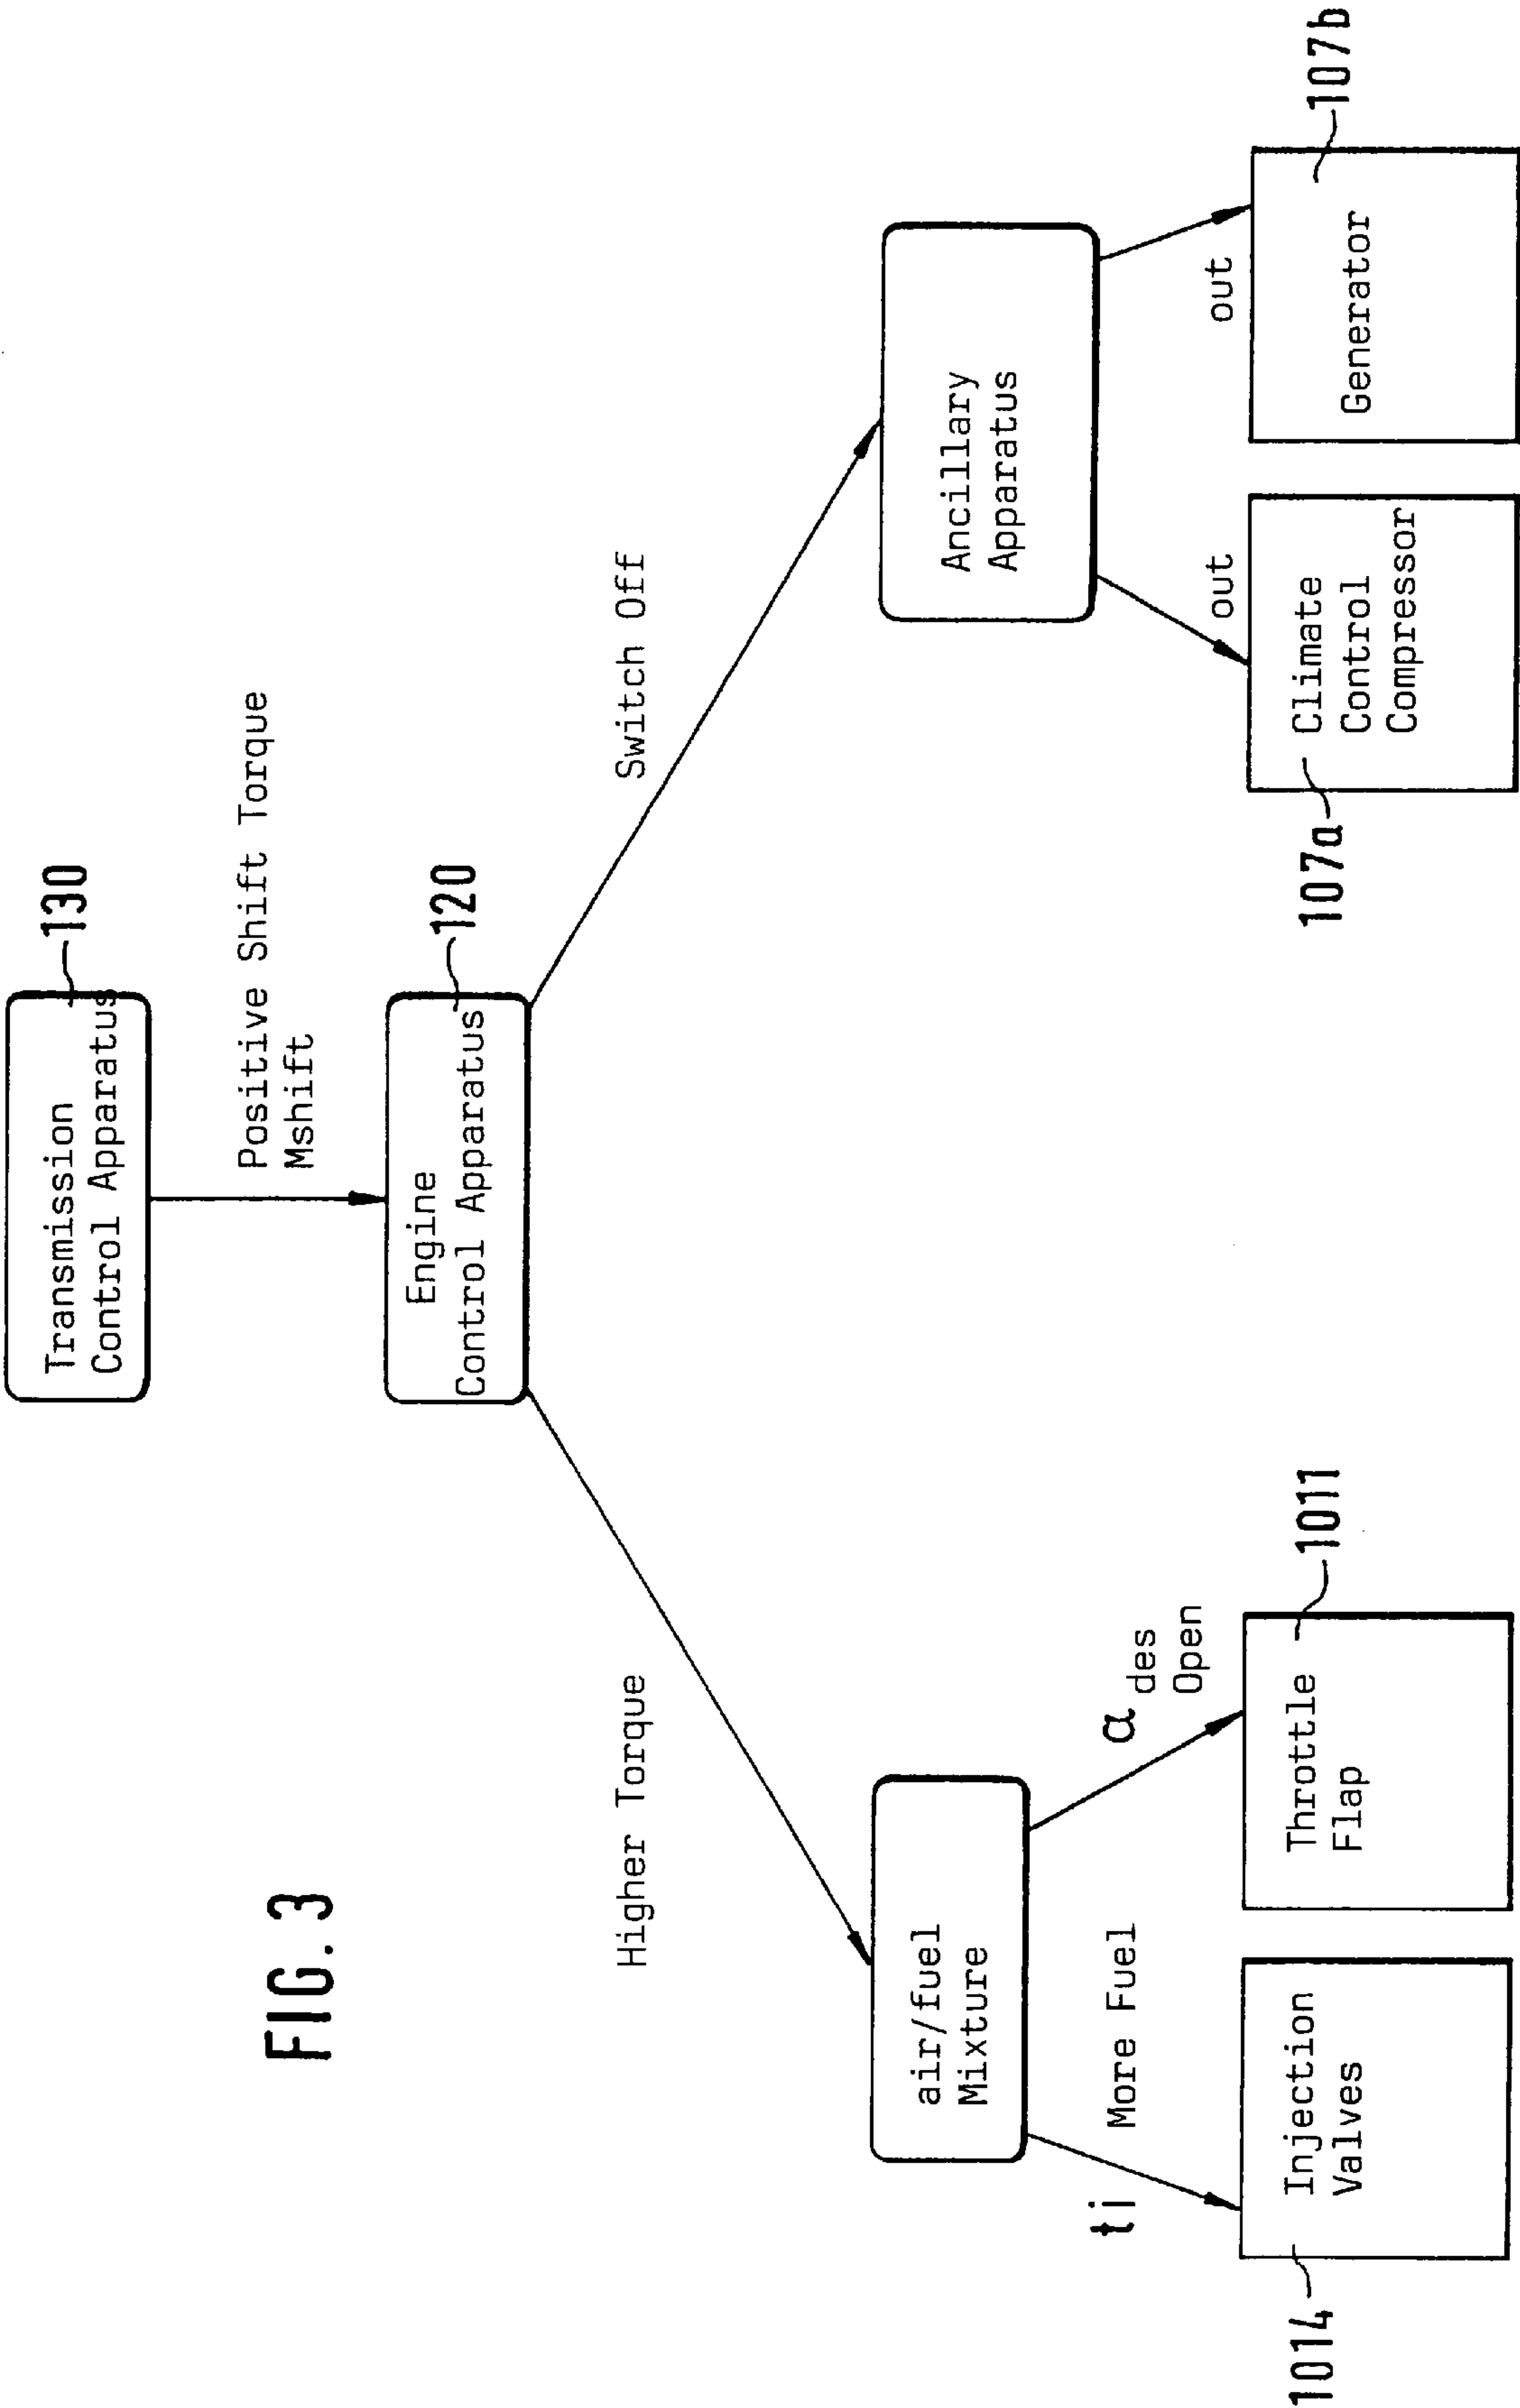 FIG. 3
Transmission
Control Apparatus
130
Positive Shift Torque
Mshift
Engine
Control Apparatus
120
Higher Torque
Switch Off
air/fuel
Mixture
Ancillary
Apparatus
ti
More Fuel
α des
Open
out
out
1014
Injection
Valves
Throttle
Flap
1011
107a
Climate
Control
Compressor
Generator
107b